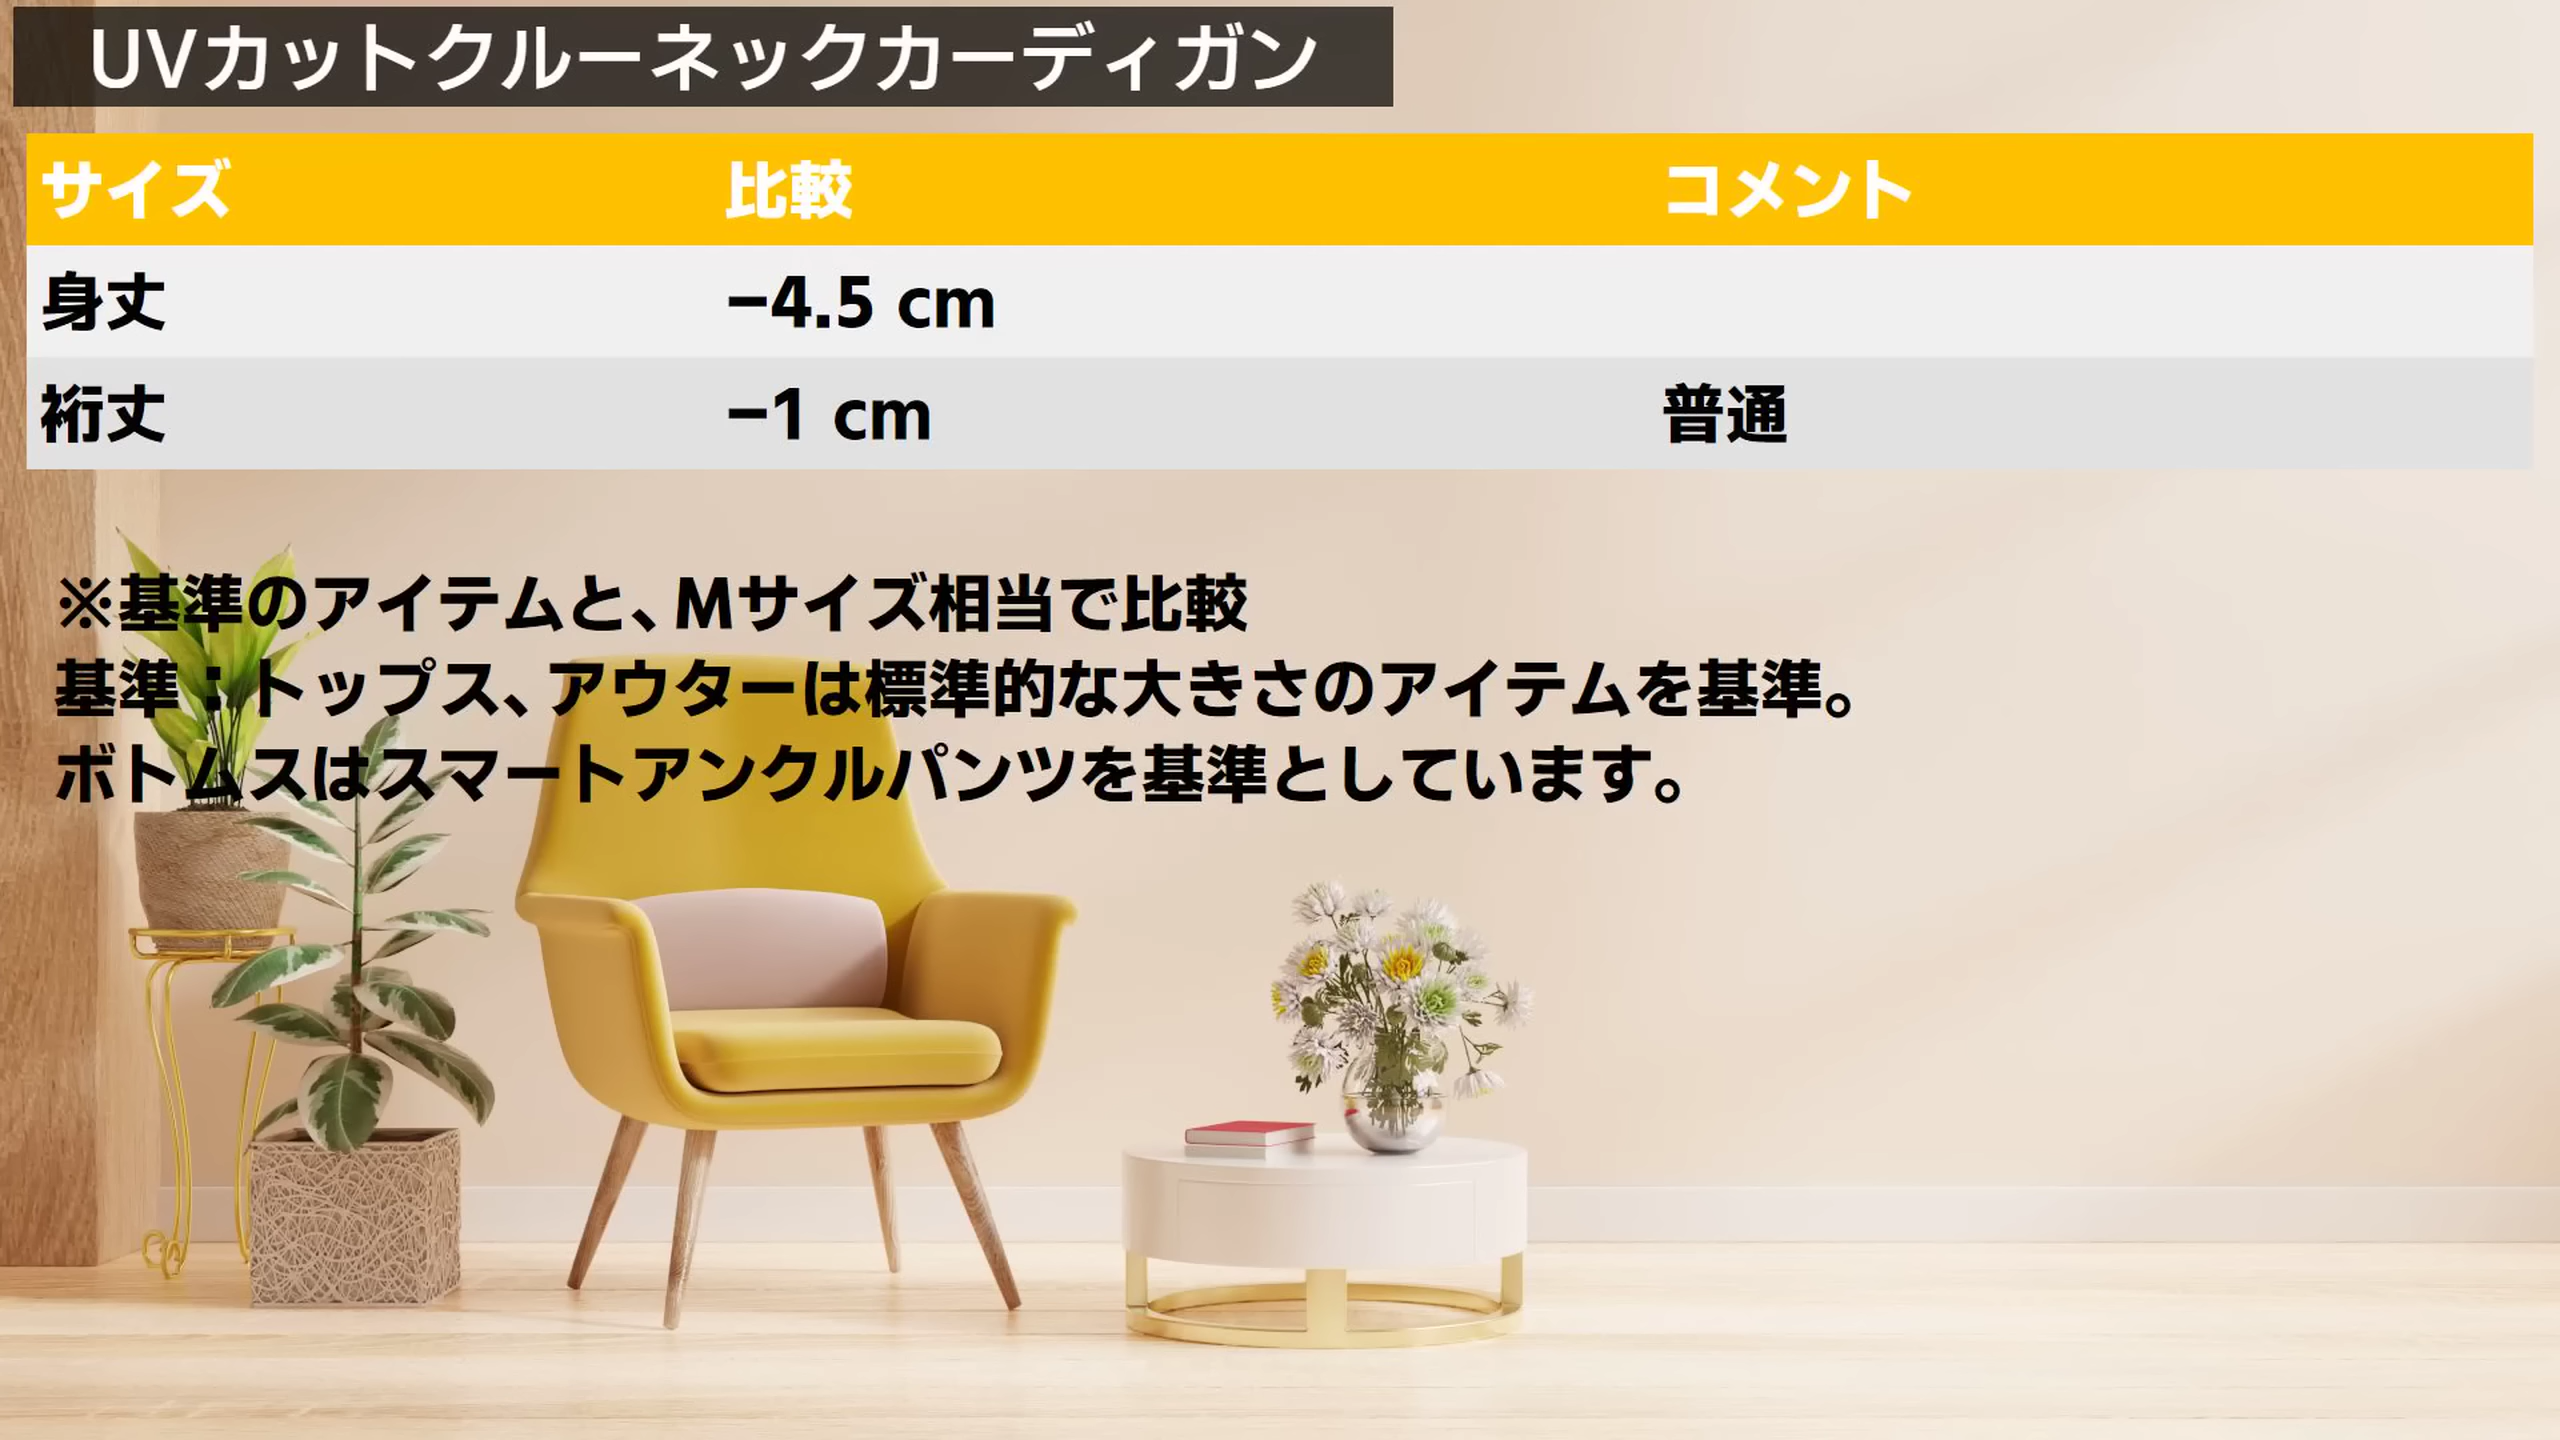 UVカットクルーネックカーディガン
サイズ 比較 コメント
身丈 −4.5 cm
裄丈 −1 cm 普通
※基準のアイテムと、Mサイズ相当で比較
基準：トップス、アウターは標準的な大きさのアイテムを基準。
ボトムスはスマートアンクルパンツを基準としています。